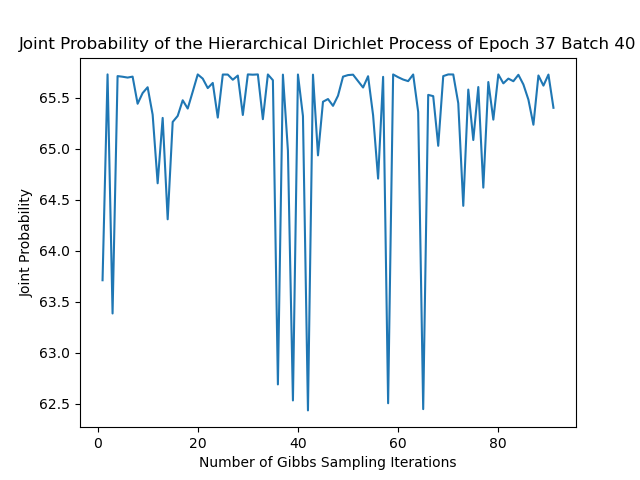 Joint Probability of the Hierarchical Dirichlet Process of Epoch 37 Batch 40
Joint Probability
65.5
65.0
64.5
64.0
63.5
63.0
62.5
0 20 40 60 80
Number of Gibbs Sampling Iterations